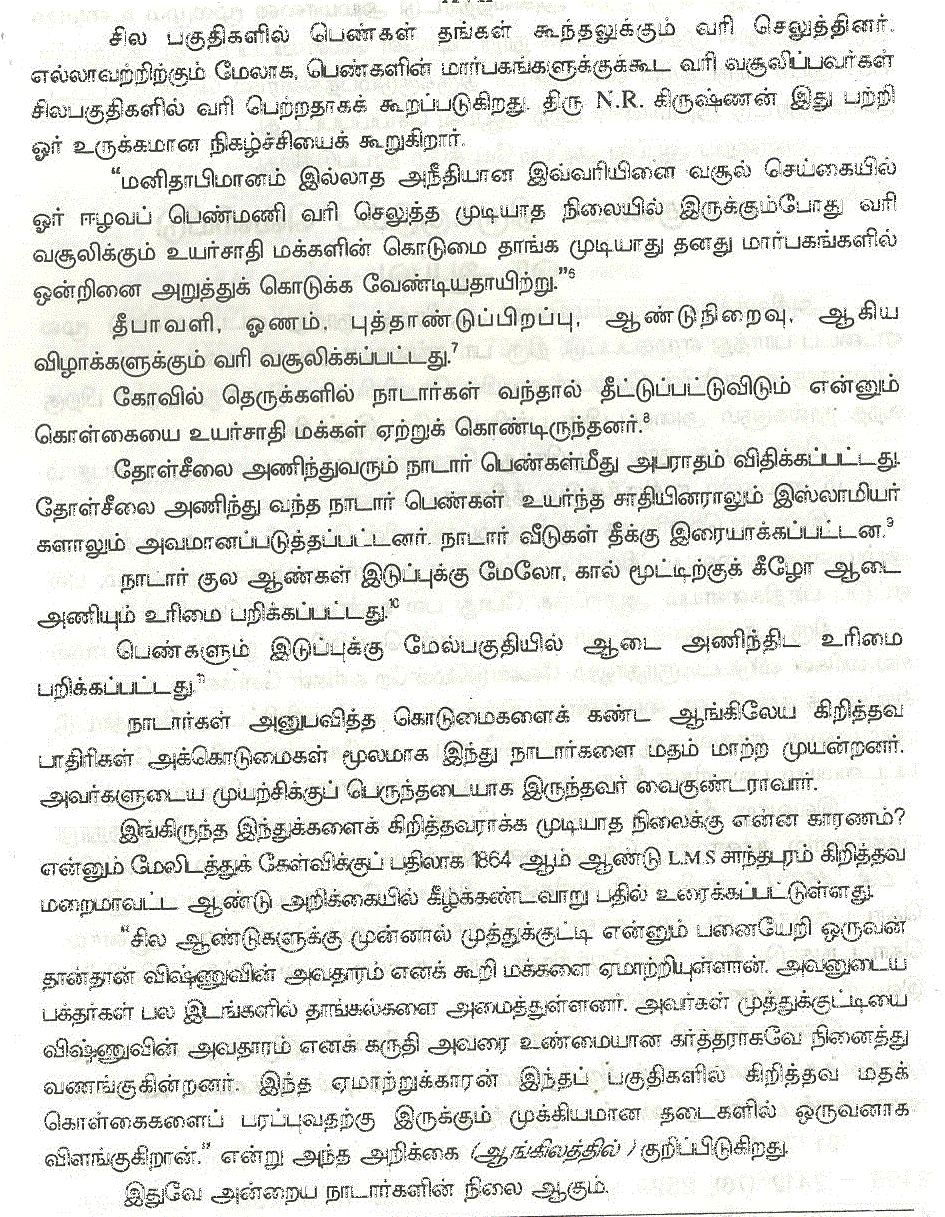 சில பகுதிகளில் பெண்கள் தங்கள் கூந்தலுக்கும் வரி செலுத்தினர்.
எல்லாவற்றிற்கும் மேலாக, பெண்களின் மார்பகங்களுக்குக்கூட வரி வசூலிப்பவர்கள்
சிலபகுதிகளில் வரி பெற்றதாகக் கூறப்படுகிறது. திரு N.R. கிருஷ்ணன் இது பற்றி
ஓர் உருக்கமான நிகழ்ச்சியைக் கூறுகிறார்.
“மனிதாபிமானம் இல்லாத அநீதியான இவ்வரியினை வசூல் செய்கையில்
ஓர் ஈழவப் பெண்மணி வரி செலுத்த முடியாத நிலையில் இருக்கும்போது வரி
வசூலிக்கும் உயர்சாதி மக்களின் கொடுமை தாங்க முடியாது தனது மார்பகங்களில்
ஒன்றினை அறுத்துக் கொடுக்க வேண்டியதாயிற்று.”6
தீபாவளி, ஓணம், புத்தாண்டுப்பிறப்பு, ஆண்டுநிறைவு, ஆகிய
விழாக்களுக்கும் வரி வசூலிக்கப்பட்டது.7
கோவில் தெருக்களில் நாடார்கள் வந்தால் தீட்டுப்பட்டுவிடும் என்னும்
கொள்கையை உயர்சாதி மக்கள் ஏற்றுக் கொண்டிருந்தனர்.8
தோள்சீலை அணிந்துவரும் நாடார் பெண்கள்மீது அபராதம் விதிக்கப்பட்டது.
தோள்சீலை அணிந்து வந்த நாடார் பெண்கள் உயர்ந்த சாதியினராலும் இஸ்லாமியர்
களாலும் அவமானப்படுத்தப்பட்டனர். நாடார் வீடுகள் தீக்கு இரையாக்கப்பட்டன.9
நாடார் குல ஆண்கள் இடுப்புக்கு மேலோ, கால் மூட்டிற்குக் கீழோ ஆடை
அணியும் உரிமை பறிக்கப்பட்டது.10
பெண்களும் இடுப்புக்கு மேல்பகுதியில் ஆடை அணிந்திட உரிமை
பறிக்கப்பட்டது.11
நாடார்கள் அனுபவித்த கொடுமைகளைக் கண்ட ஆங்கிலேய கிறித்தவ
பாதிரிகள் அக்கொடுமைகள் மூலமாக இந்து நாடார்களை மதம் மாற்ற முயன்றனர்.
அவர்களுடைய முயற்சிக்குப் பெருந்தடையாக இருந்தவர் வைகுண்டராவார்.
இங்கிருந்த இந்துக்களைக் கிறித்தவராக்க முடியாத நிலைக்கு என்ன காரணம்?
என்னும் மேலிடத்துக் கேள்விக்குப் பதிலாக 1864 ஆம் ஆண்டு L.M.S சாந்தபுரம் கிறித்தவ
மறைமாவட்ட ஆண்டு அறிக்கையில் கீழ்க்கண்டவாறு பதில் உரைக்கப்பட்டுள்ளது.
“சில ஆண்டுகளுக்கு முன்னால் முத்துக்குட்டி என்னும் பனையேறி ஒருவன்
தான்தான் விஷ்ணுவின் அவதாரம் எனக் கூறி மக்களை ஏமாற்றியுள்ளான். அவனுடைய
பக்தர்கள் பல இடங்களில் தாங்கல்களை அமைத்துள்ளனர். அவர்கள் முத்துக்குட்டியை
விஷ்ணுவின் அவதாரம் எனக் கருதி அவரை உண்மையான கர்த்தராகவே நினைத்து
வணங்குகின்றனர். இந்த ஏமாற்றுக்காரன் இந்தப் பகுதிகளில் கிறித்தவ மதக்
கொள்கைகளைப் பரப்புவதற்கு இருக்கும் முக்கியமான தடைகளில் ஒருவனாக
விளங்குகிறான்.” என்று அந்த அறிக்கை (ஆங்கிலத்தில்) குறிப்பிடுகிறது.
இதுவே அன்றைய நாடார்களின் நிலை ஆகும்.